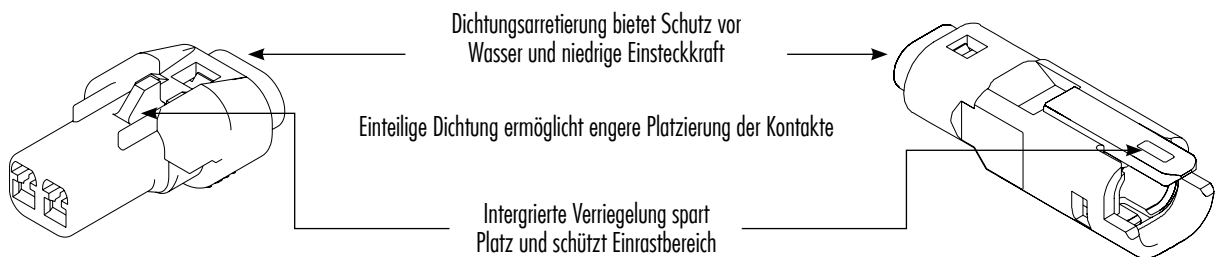 Dichtungsarretierung bietet Schutz vor
Wasser und niedrige Einsteckkraft
Einteilige Dichtung ermöglicht engere Platzierung der Kontakte
Intergrierte Verriegelung spart
Platz und schützt Einrastbereich